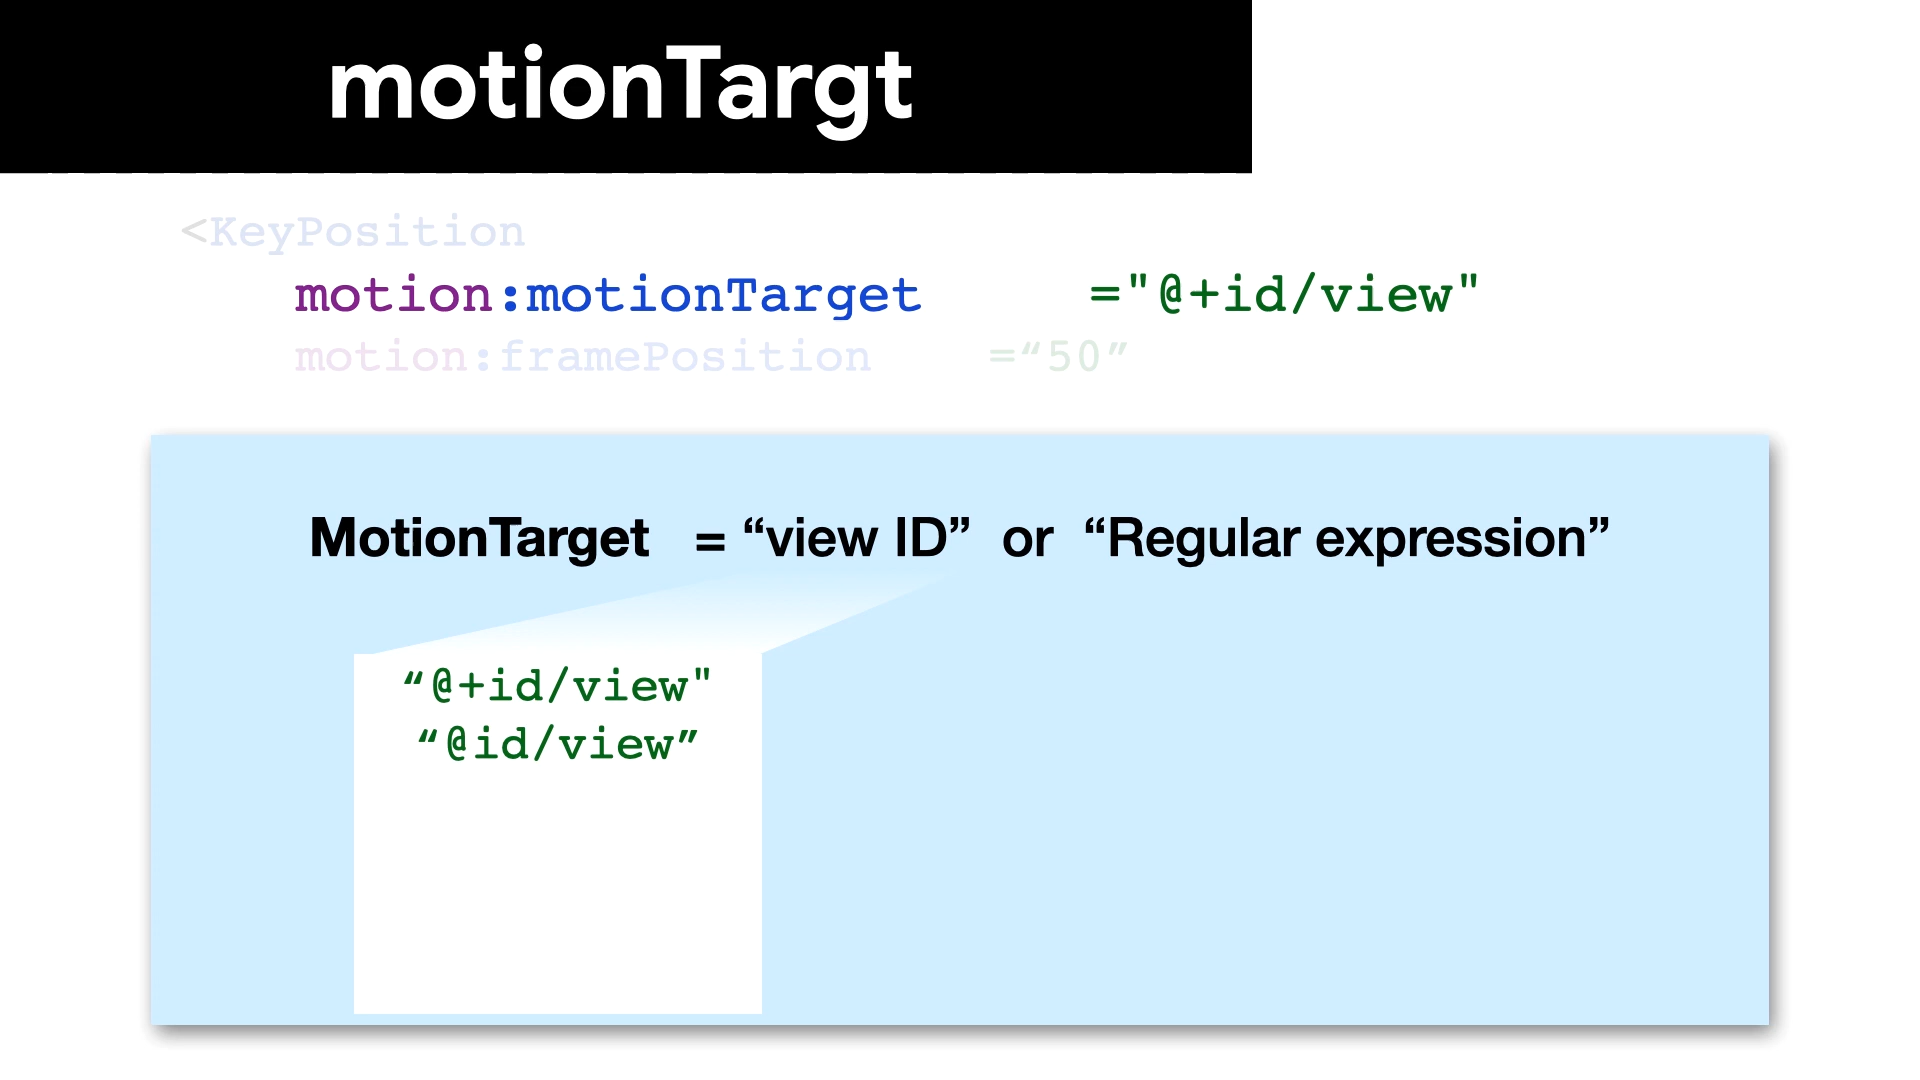 motionTargt
<KeyPosition
motion:motionTarget ="@+id/view"
motion:framePosition =“50”
MotionTarget = “view ID” or “Regular expression”
“@+id/view"
“@id/view”